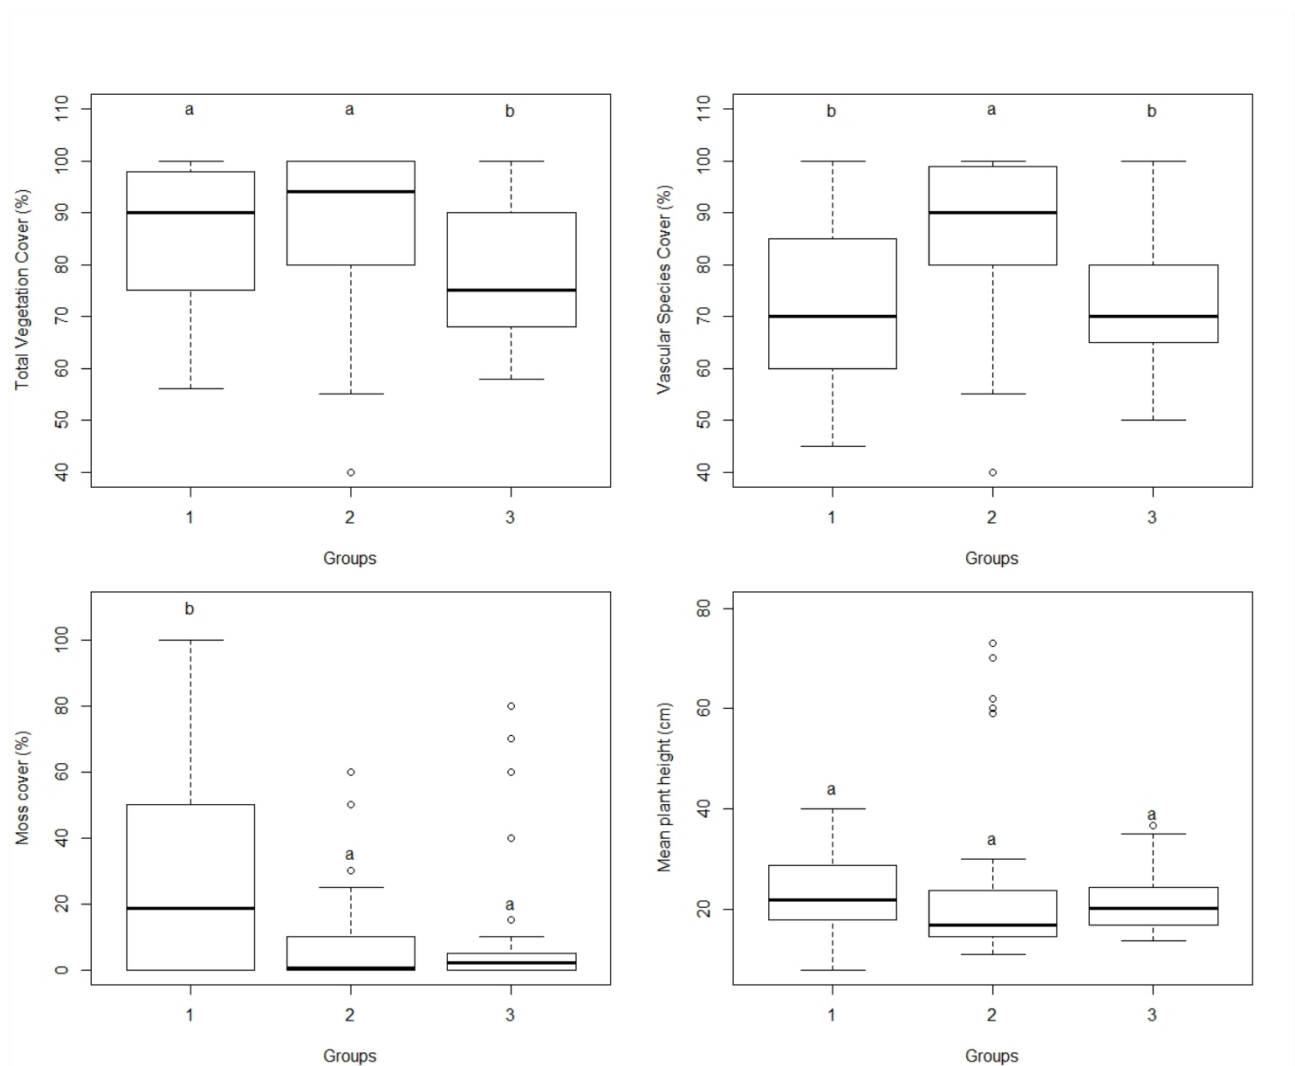 a a b
Total Vegetation Cover (%)
40 50 60 70 80 90 100 110
1 2 3
Groups
b a b
Vascular Species Cover (%)
40 50 60 70 80 90 100 110
1 2 3
Groups
b a a
Moss cover (%)
0 20 40 60 80 100
1 2 3
Groups
a a a
Mean plant height (cm)
20 40 60 80
1 2 3
Groups